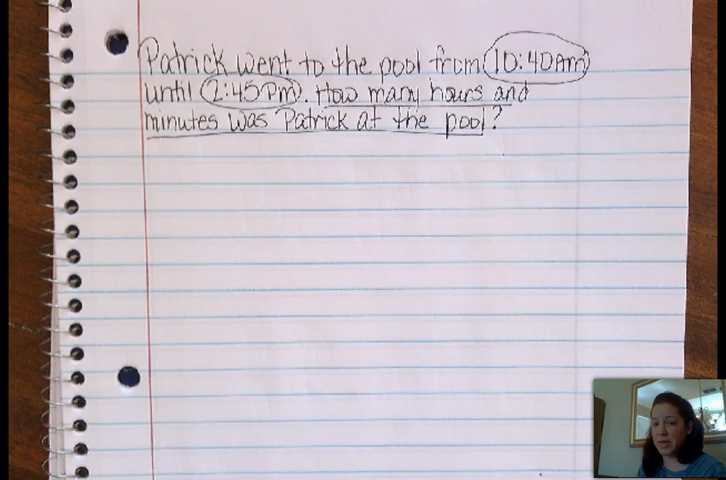 Patrick went to the pool from 10:40Am
until 2:45Pm. How many hours and
minutes was Patrick at the pool?